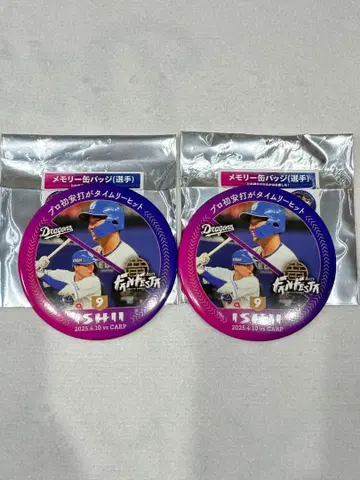 メモリー缶バッジ(選手)
プロ初安打がタイムリーヒット
Dragons
FANFESTA
9
ISHII
2025.4.10 vs CARP
メモリー缶バッジ(選手)
プロ初安打がタイムリーヒット
Dragons
FANFESTA
9
ISHII
2025.4.10 vs CARP